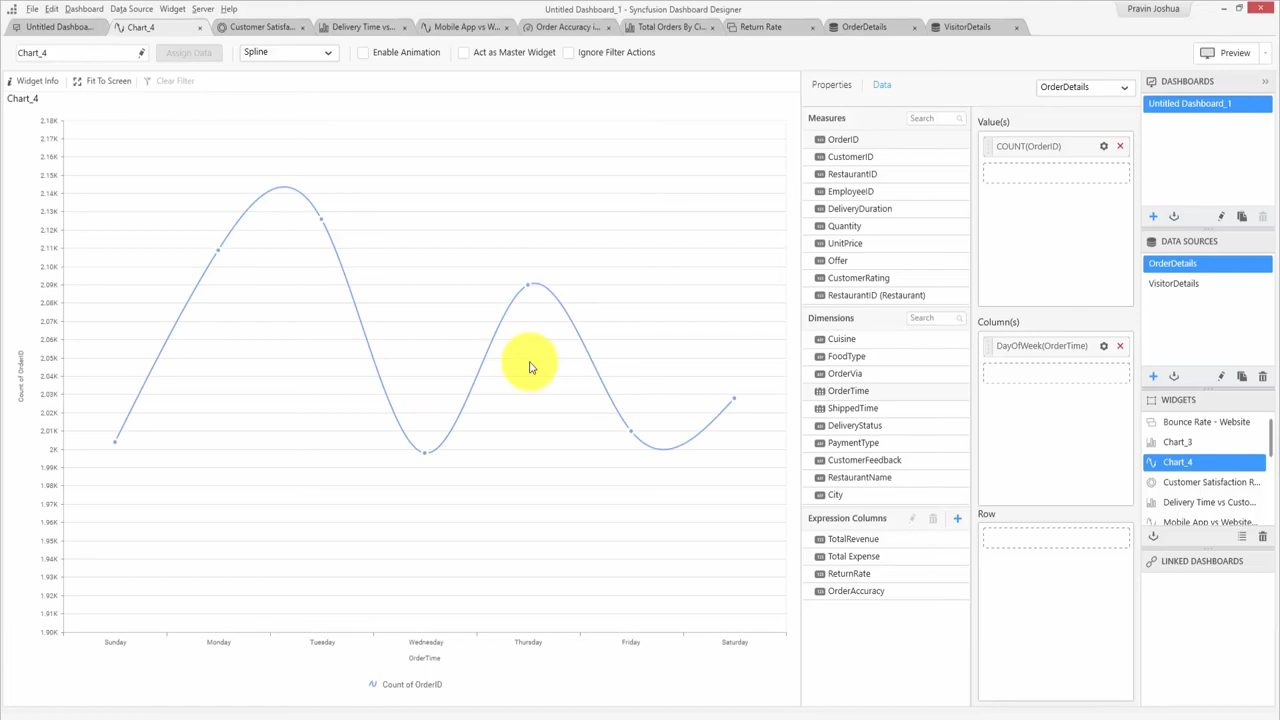 File Edit Dashboard Data Source Widget Server Help
Untitled Dashboard_1 - Syncfusion Dashboard Designer
Pravin Joshua
Untitled Dashboa...
Chart_4
Customer Satisfa...
Delivery Time vs...
Mobile App vs W...
Order Accuracy i...
Total Orders By Ci...
Return Rate
OrderDetails
VisitorDetails
Chart_4
Assign Data
Spline
Enable Animation
Act as Master Widget
Ignore Filter Actions
Preview
Widget Info
Fit To Screen
Clear Filter
Chart_4
2.18K
2.17K
2.16K
2.15K
2.14K
2.13K
2.12K
2.11K
2.10K
2.09K
2.08K
2.07K
2.06K
2.05K
2.04K
2.03K
2.02K
2.01K
2K
1.99K
1.98K
1.97K
1.96K
1.95K
1.94K
1.93K
1.92K
1.91K
1.90K
Count of OrderID
Sunday Monday Tuesday Wednesday Thursday Friday Saturday
OrderTime
Count of OrderID
Properties Data
OrderDetails
Measures
Search
OrderID
CustomerID
RestaurantID
EmployeeID
DeliveryDuration
Quantity
UnitPrice
Offer
CustomerRating
RestaurantID (Restaurant)
Dimensions
Search
Cuisine
FoodType
OrderVia
OrderTime
ShippedTime
DeliveryStatus
PaymentType
CustomerFeedback
RestaurantName
City
Expression Columns
TotalRevenue
Total Expense
ReturnRate
OrderAccuracy
Value(s)
COUNT(OrderID)
Column(s)
DayOfWeek(OrderTime)
Row
DASHBOARDS
Untitled Dashboard_1
DATA SOURCES
OrderDetails
VisitorDetails
WIDGETS
Bounce Rate - Website
Chart_3
Chart_4
Customer Satisfaction R...
Delivery Time vs Custo...
Mobile App vs Website...
LINKED DASHBOARDS